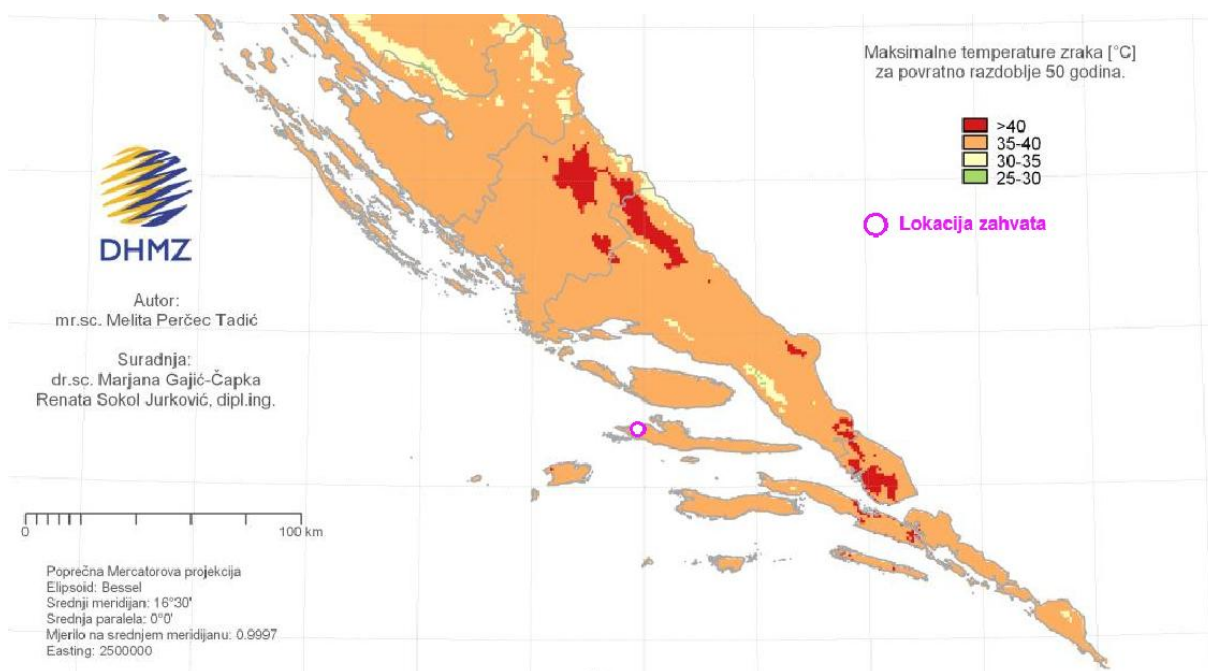 Maksimalne temperature zraka [°C]
za povratno razdoblje 50 godina.
>40
35-40
30-35
25-30
Lokacija zahvata
DHMZ
Autor:
mr.sc. Melita Perčec Tadić
Suradnja:
dr.sc. Marjana Gajić-Čapka
Renata Sokol Jurković, dipl.ing.
0 100 km
Poprečna Mercatorova projekcija
Elipsoid: Bessel
Srednji meridijan: 16°30'
Srednja paralela: 0°0'
Mjerilo na srednjem meridijanu: 0.9997
Easting: 2500000